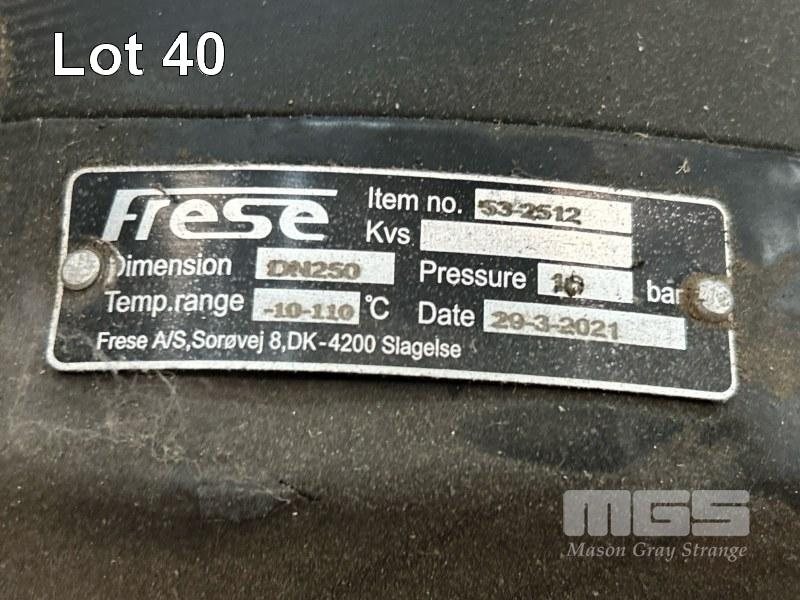 Lot 40
Frese
Item no. 53-2512
Kvs
Dimension DN250
Pressure 16 bar
Temp.range -10-110 °C
Date 29-3-2021
Frese A/S,Sorøvej 8,DK-4200 Slagelse
MGS
Mason Gray Strange